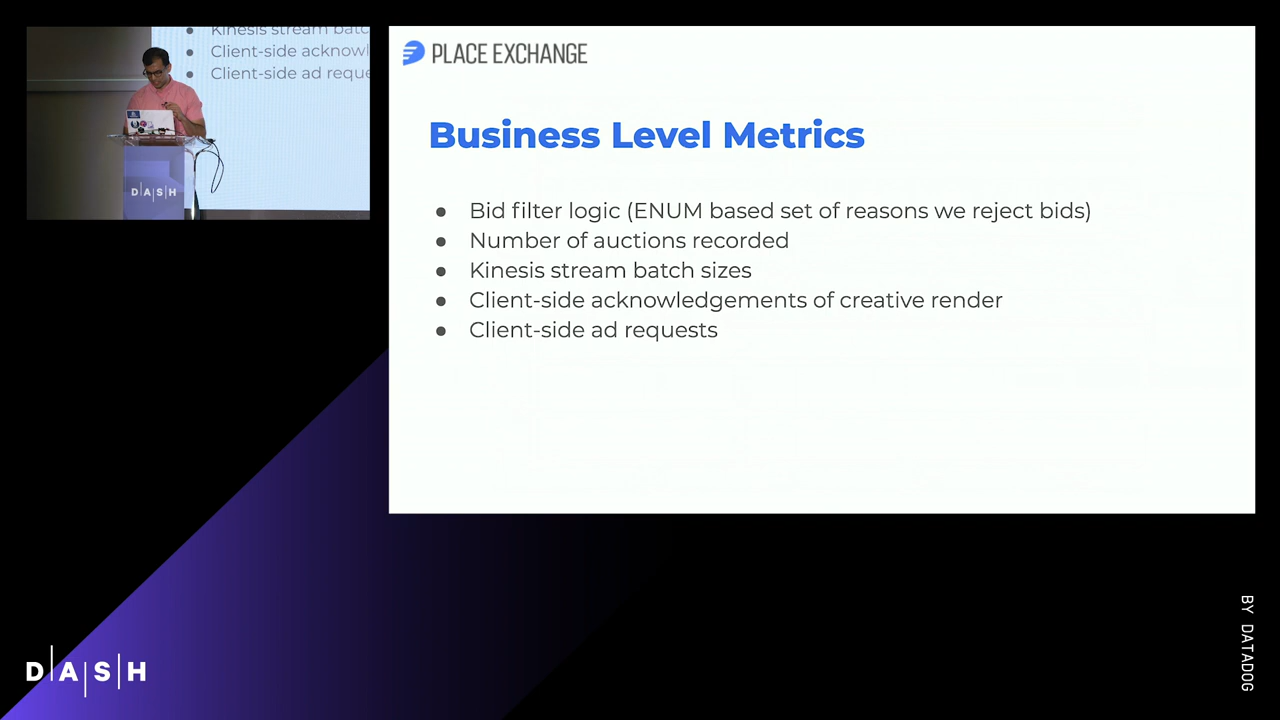 Kinesis stream batc
Client-side acknowl
Client-side ad reque
D|A|S|H
PLACE EXCHANGE
Business Level Metrics
● Bid filter logic (ENUM based set of reasons we reject bids)
● Number of auctions recorded
● Kinesis stream batch sizes
● Client-side acknowledgements of creative render
● Client-side ad requests
D|A|S|H
BY DATADOG